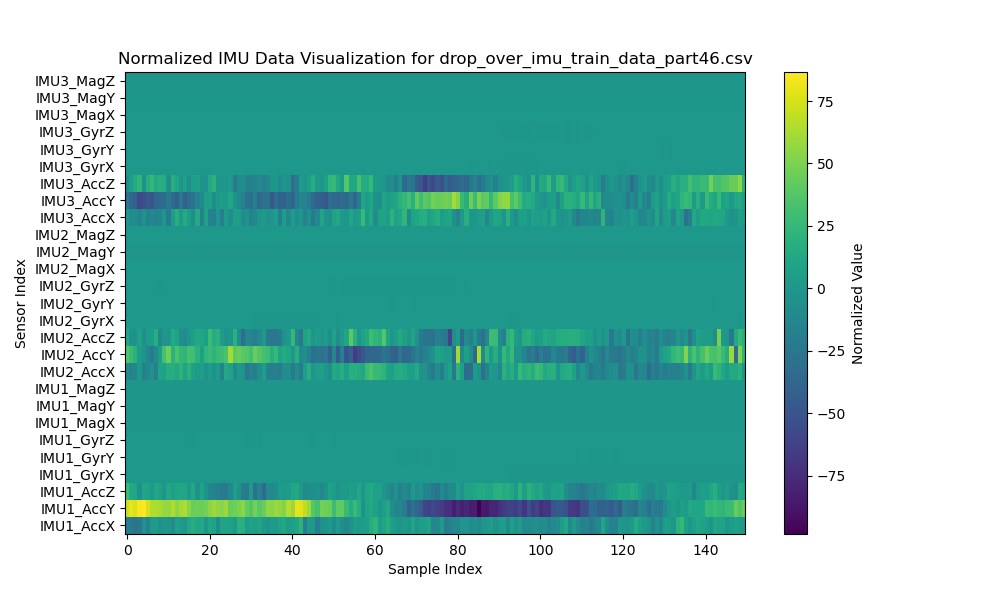 Normalized IMU Data Visualization for drop_over_imu_train_data_part46.csv
IMU3_MagZ
IMU3_MagY
IMU3_MagX
IMU3_GyrZ
IMU3_GyrY
IMU3_GyrX
IMU3_AccZ
IMU3_AccY
IMU3_AccX
IMU2_MagZ
IMU2_MagY
IMU2_MagX
IMU2_GyrZ
IMU2_GyrY
IMU2_GyrX
IMU2_AccZ
IMU2_AccY
IMU2_AccX
IMU1_MagZ
IMU1_MagY
IMU1_MagX
IMU1_GyrZ
IMU1_GyrY
IMU1_GyrX
IMU1_AccZ
IMU1_AccY
IMU1_AccX
Sensor Index
0 20 40 60 80 100 120 140
Sample Index
75
50
25
0
−25
−50
−75
Normalized Value